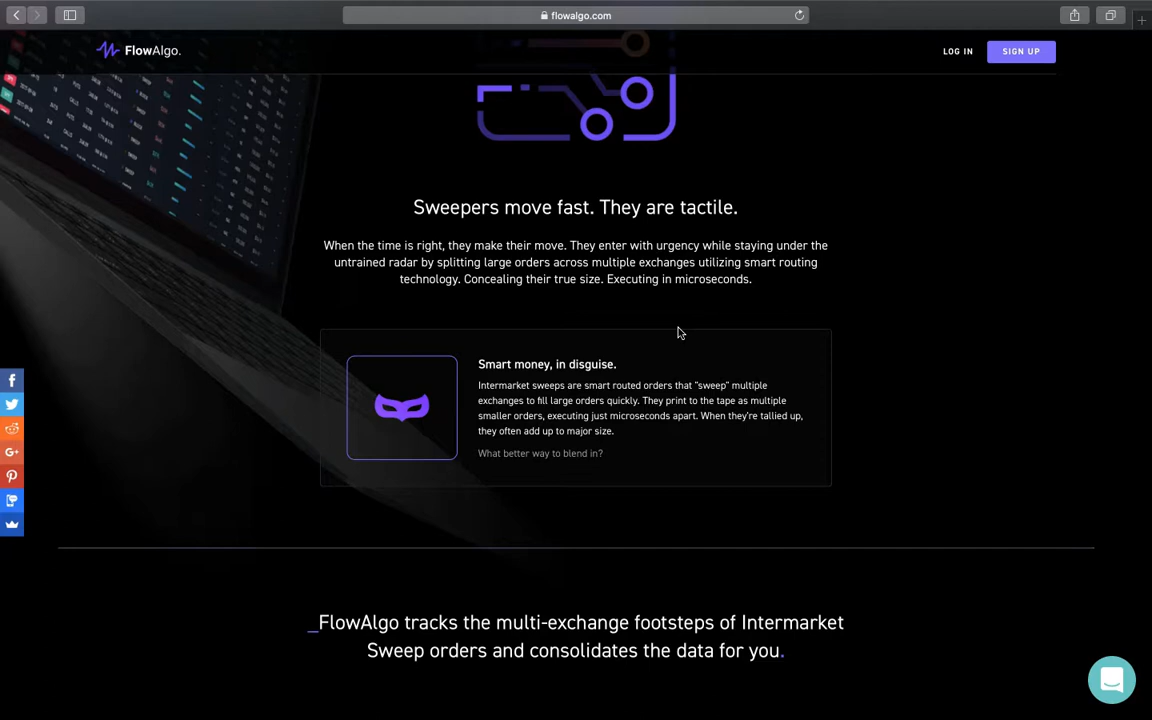 flowalgo.com
FlowAlgo.
LOG IN
SIGN UP
Sweepers move fast. They are tactile.
When the time is right, they make their move. They enter with urgency while staying under the
untrained radar by splitting large orders across multiple exchanges utilizing smart routing
technology. Concealing their true size. Executing in microseconds.
Smart money, in disguise.
Intermarket sweeps are smart routed orders that "sweep" multiple
exchanges to fill large orders quickly. They print to the tape as multiple
smaller orders, executing just microseconds apart. When they're tallied up,
they often add up to major size.
What better way to blend in?
_FlowAlgo tracks the multi-exchange footsteps of Intermarket
Sweep orders and consolidates the data for you.